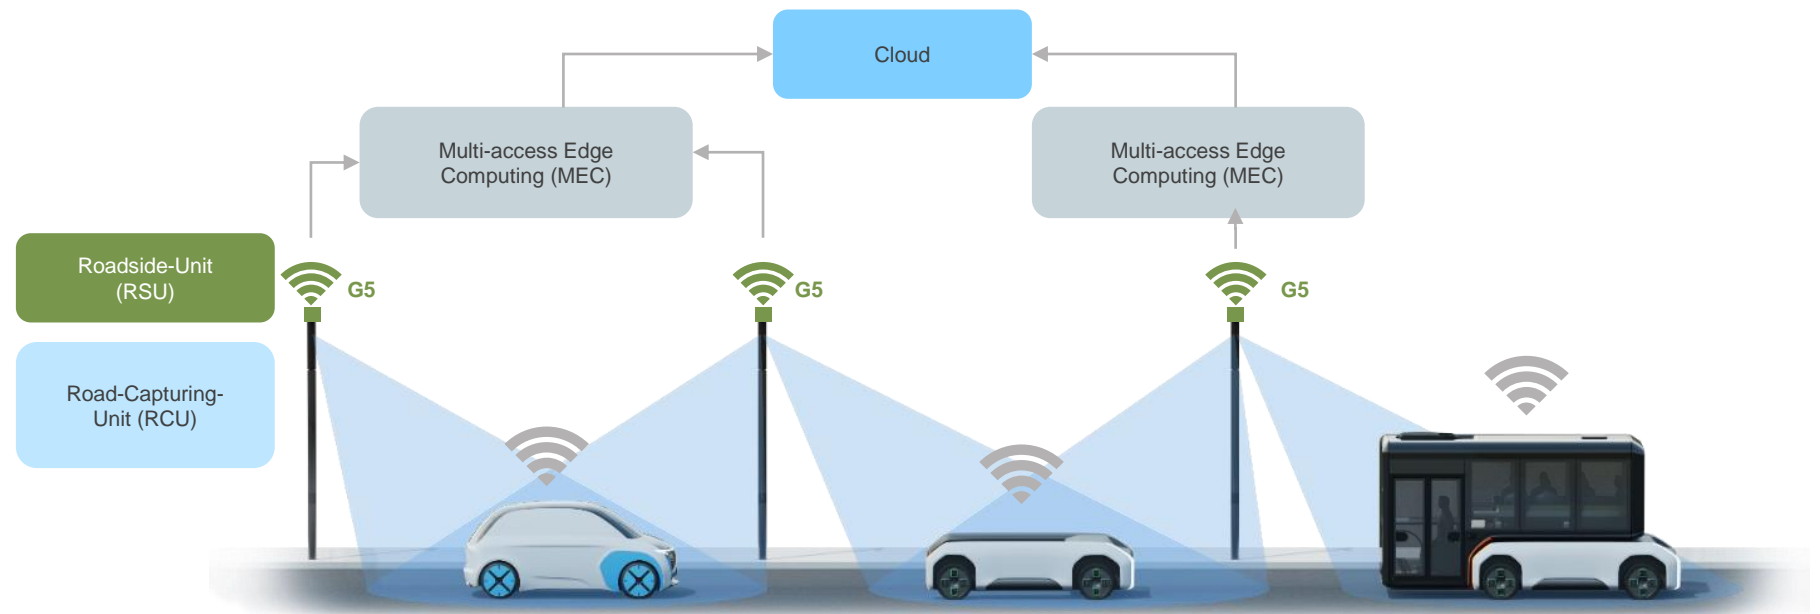 Cloud
Multi-access Edge
Computing (MEC)
Multi-access Edge
Computing (MEC)
Roadside-Unit
(RSU)
G5
G5
G5
Road-Capturing-
Unit (RCU)